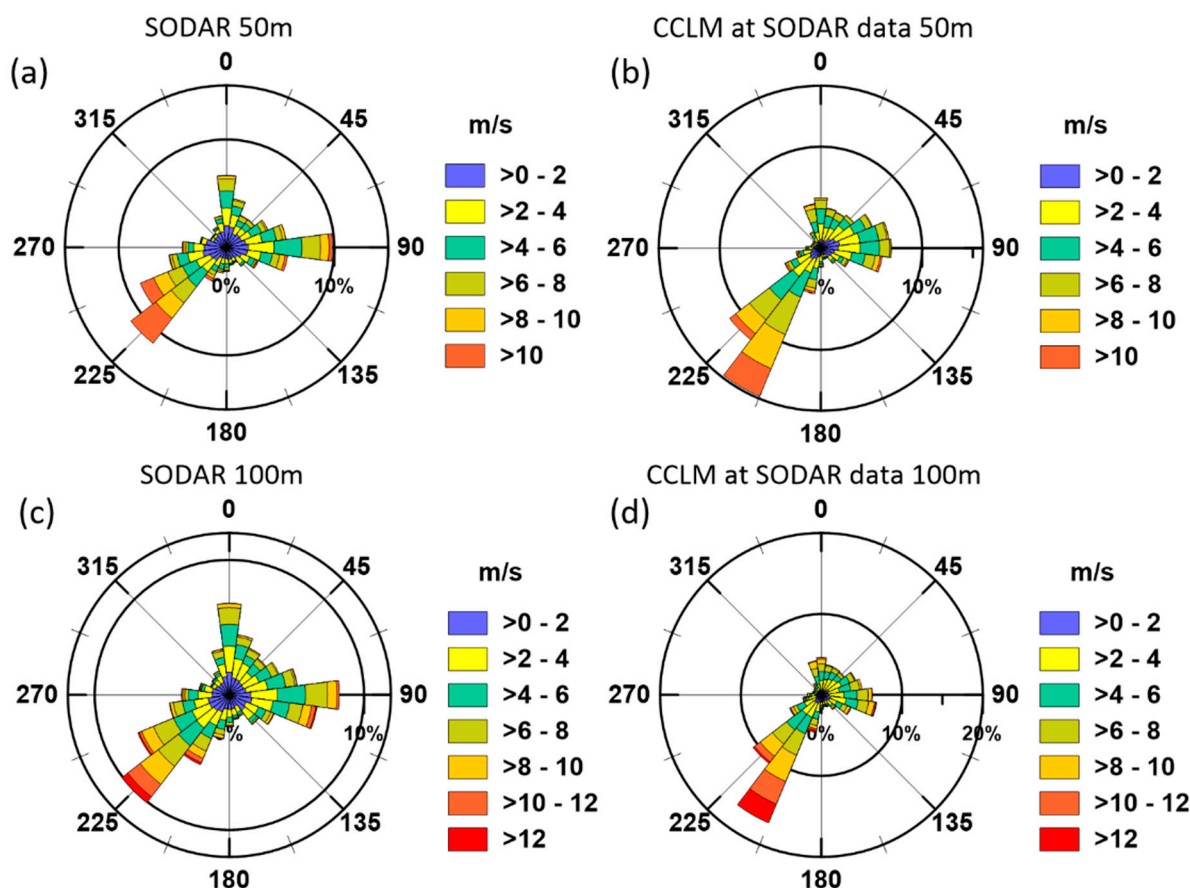 SODAR 50m
(a)
0
45
90
135
180
225
270
315
0%
10%
m/s
>0 - 2
>2 - 4
>4 - 6
>6 - 8
>8 - 10
>10
CCLM at SODAR data 50m
(b)
0
45
90
135
180
225
270
315
%
10%
m/s
>0 - 2
>2 - 4
>4 - 6
>6 - 8
>8 - 10
>10
SODAR 100m
(c)
0
45
90
135
180
225
270
315
%
10%
m/s
>0 - 2
>2 - 4
>4 - 6
>6 - 8
>8 - 10
>10 - 12
>12
CCLM at SODAR data 100m
(d)
0
45
90
135
180
225
270
315
0%
10%
20%
m/s
>0 - 2
>2 - 4
>4 - 6
>6 - 8
>8 - 10
>10 - 12
>12